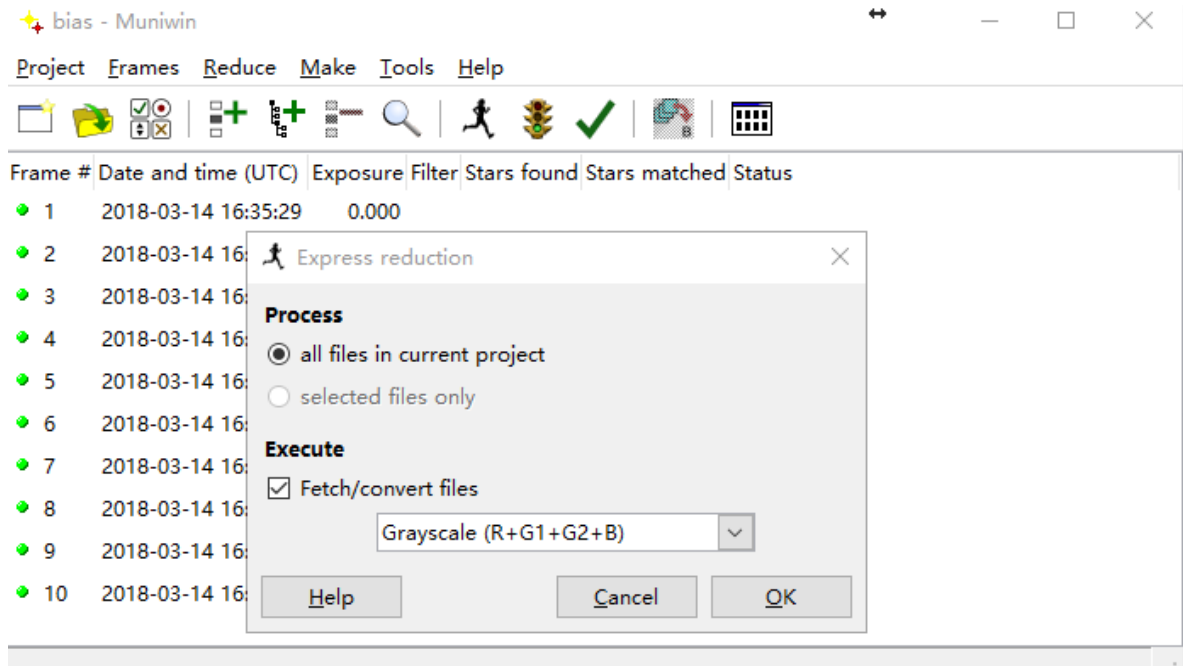 bias - Muniwin
Project Frames Reduce Make Tools Help
B
Frame # Date and time (UTC) Exposure Filter Stars found Stars matched Status
1 2018-03-14 16:35:29 0.000
2 2018-03-14 16:
3 2018-03-14 16:
4 2018-03-14 16:
5 2018-03-14 16:
6 2018-03-14 16:
7 2018-03-14 16:
8 2018-03-14 16:
9 2018-03-14 16:
10 2018-03-14 16:
Express reduction
Process
all files in current project
selected files only
Execute
Fetch/convert files
Grayscale (R+G1+G2+B)
Help Cancel OK